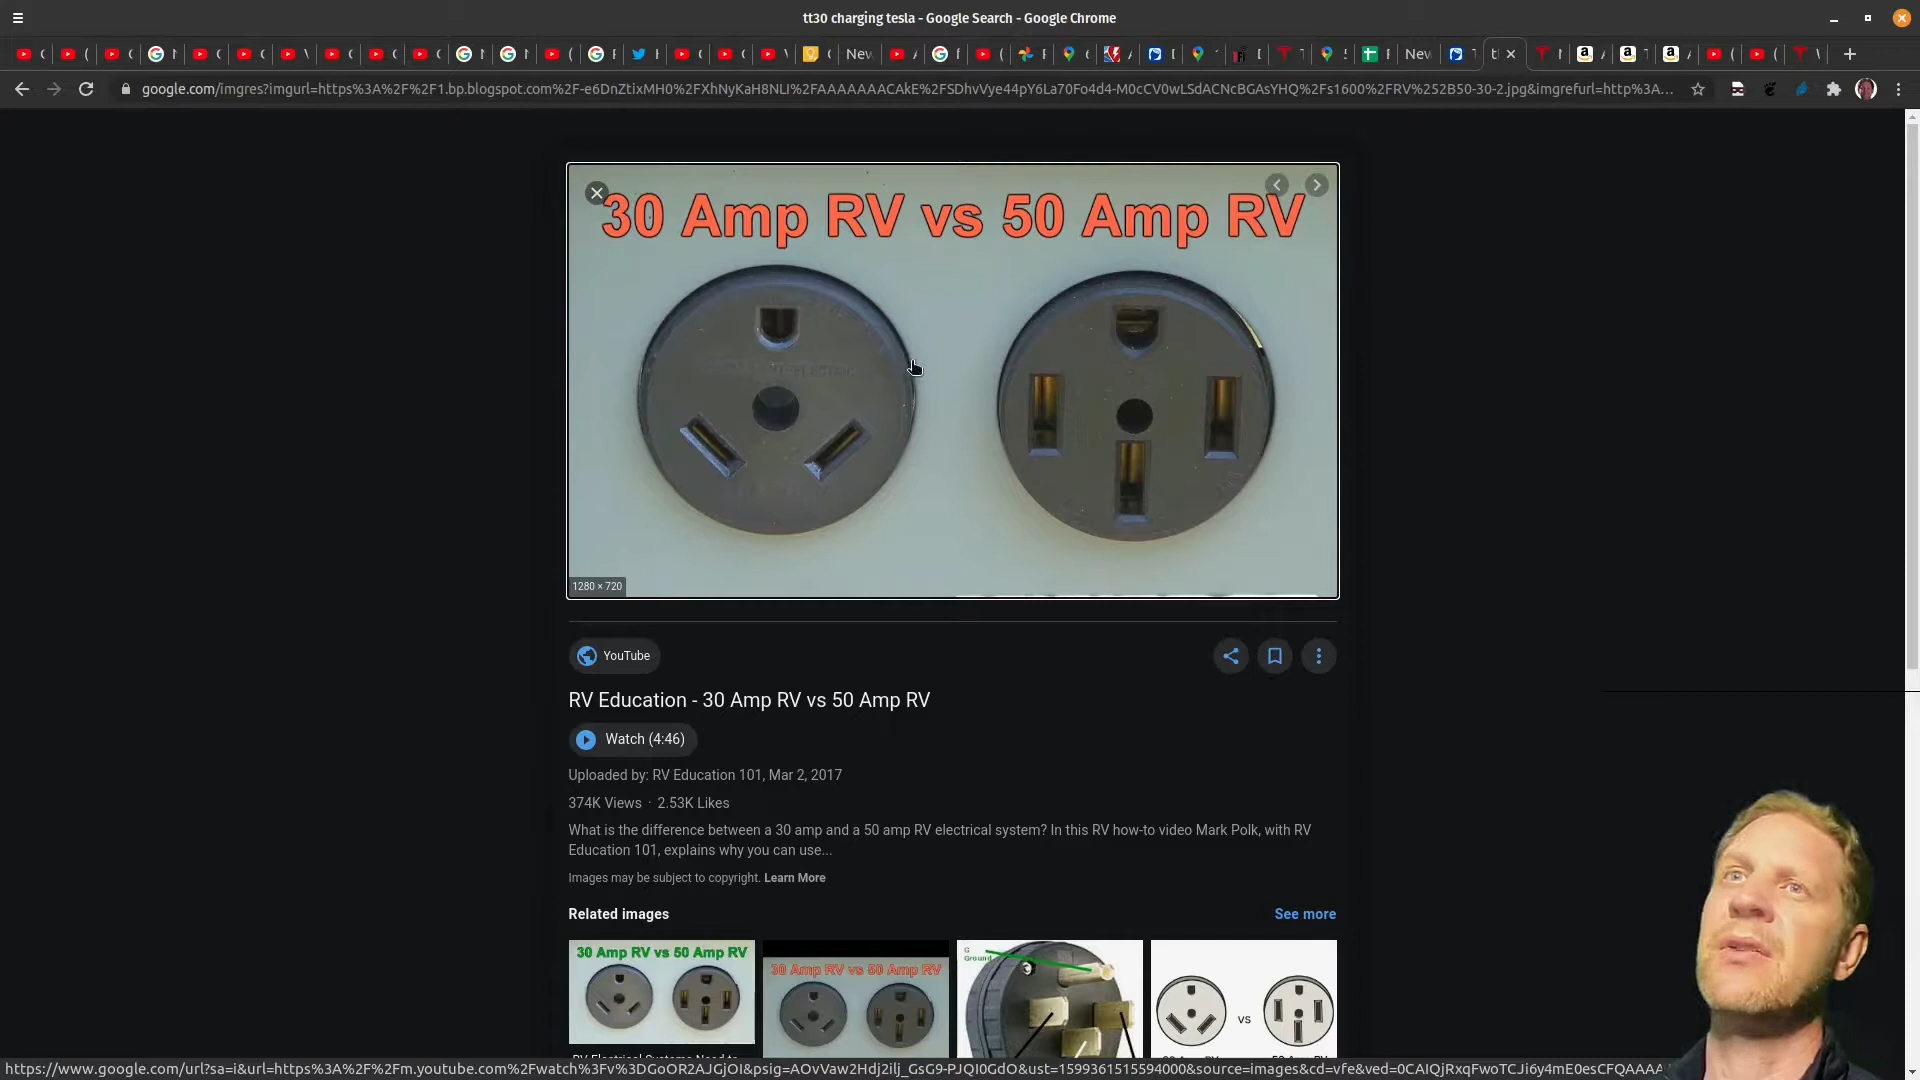 tt30 charging tesla - Google Search - Google Chrome
New
New
google.com/imgres?imgurl=https%3A%2F%2F1.bp.blogspot.com%2F-e6DnZtixMH0%2FXhNyKaH8NLI%2FAAAAAAACAkE%2FSDhvVye44pY6La70Fo4d4-M0cCV0wLSdACNcBGAsYHQ%2Fs1600%2FRV%252B50-30-2.jpg&imgrefurl=http%3A...
30 Amp RV vs 50 Amp RV
1280 × 720
YouTube
RV Education - 30 Amp RV vs 50 Amp RV
Watch (4:46)
Uploaded by: RV Education 101, Mar 2, 2017
374K Views · 2.53K Likes
What is the difference between a 30 amp and a 50 amp RV electrical system? In this RV how-to video Mark Polk, with RV
Education 101, explains why you can use...
Images may be subject to copyright. Learn More
Related images
See more
30 Amp RV vs 50 Amp RV
30 Amp RV vs 50 Amp RV
G
Ground
VS
https://www.google.com/url?sa=i&url=https%3A%2F%2Fm.youtube.com%2Fwatch%3Fv%3DGoOR2AJGjOI&psig=AOvVaw2Hdj2ilj_GsG9-PJQI0GdO&ust=1599361515594000&source=images&cd=vfe&ved=0CAIQjRxqFwoTCJi6y4mE0esCFQAAAA